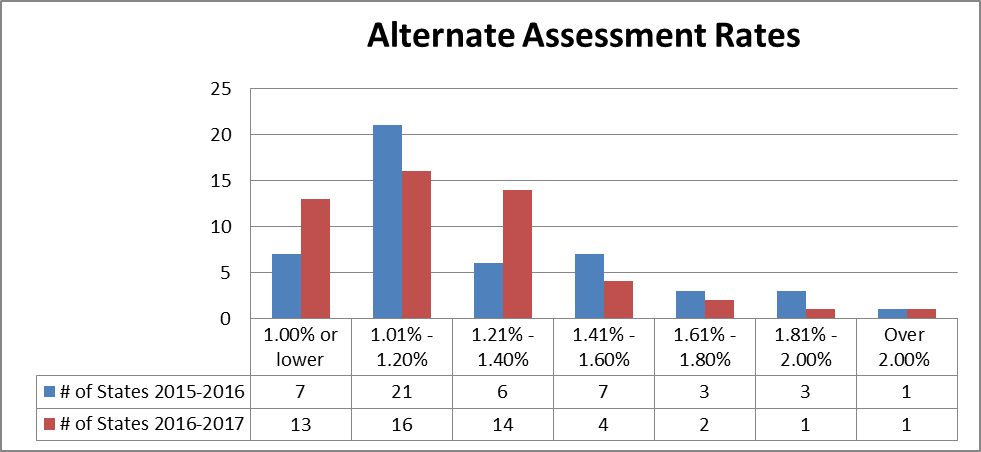 Alternate Assessment Rates
25
20
15
10
5
0
1.00% or lower 1.01% - 1.20% 1.21% - 1.40% 1.41% - 1.60% 1.61% - 1.80% 1.81% - 2.00% Over 2.00%
# of States 2015-2016 7 21 6 7 3 3 1
# of States 2016-2017 13 16 14 4 2 1 1